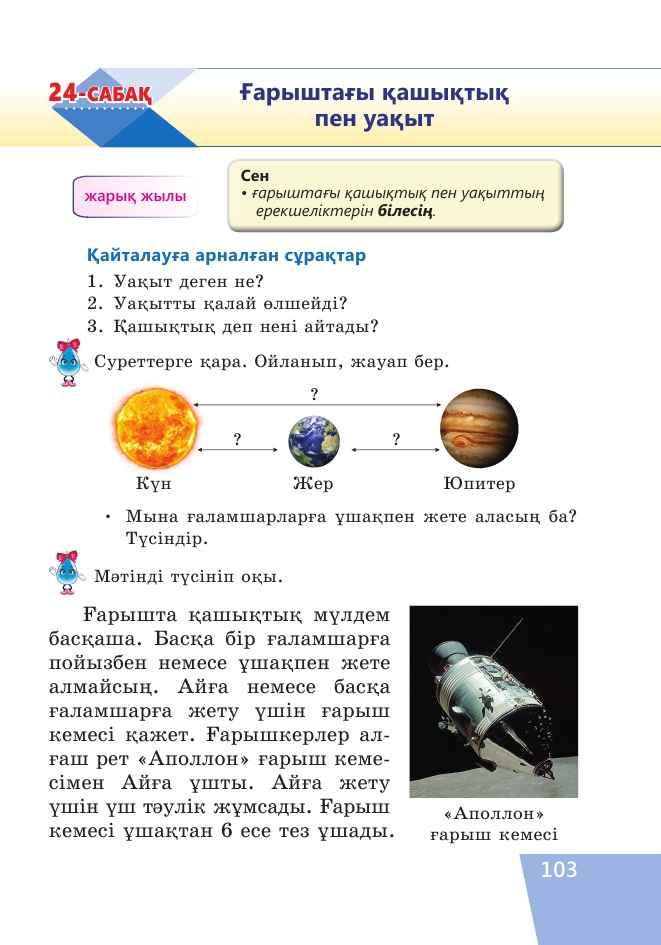 24-САБАҚ
Ғарыштағы қашықтық
пен уақыт
жарық жылы
Сен
• ғарыштағы қашықтық пен уақыттың
ерекшеліктерін білесің.
Қайталауға арналған сұрақтар
1. Уақыт деген не?
2. Уақытты қалай өлшейді?
3. Қашықтық деп нені айтады?
Суреттерге қара. Ойланып, жауап бер.
?
? ?
Күн Жер Юпитер
• Мына ғаламшарларға ұшақпен жете аласың ба?
Түсіндір.
Мәтінді түсініп оқы.
Ғарышта қашықтық мүлдем
басқаша. Басқа бір ғаламшарға
пойызбен немесе ұшақпен жете
алмайсың. Айға немесе басқа
ғаламшарға жету үшін ғарыш
кемесі қажет. Ғарышкерлер ал-
ғаш рет «Аполлон» ғарыш кеме-
сімен Айға ұшты. Айға жету
үшін үш тәулік жұмсады. Ғарыш
кемесі ұшақтан 6 есе тез ұшады.
«Аполлон»
ғарыш кемесі
103